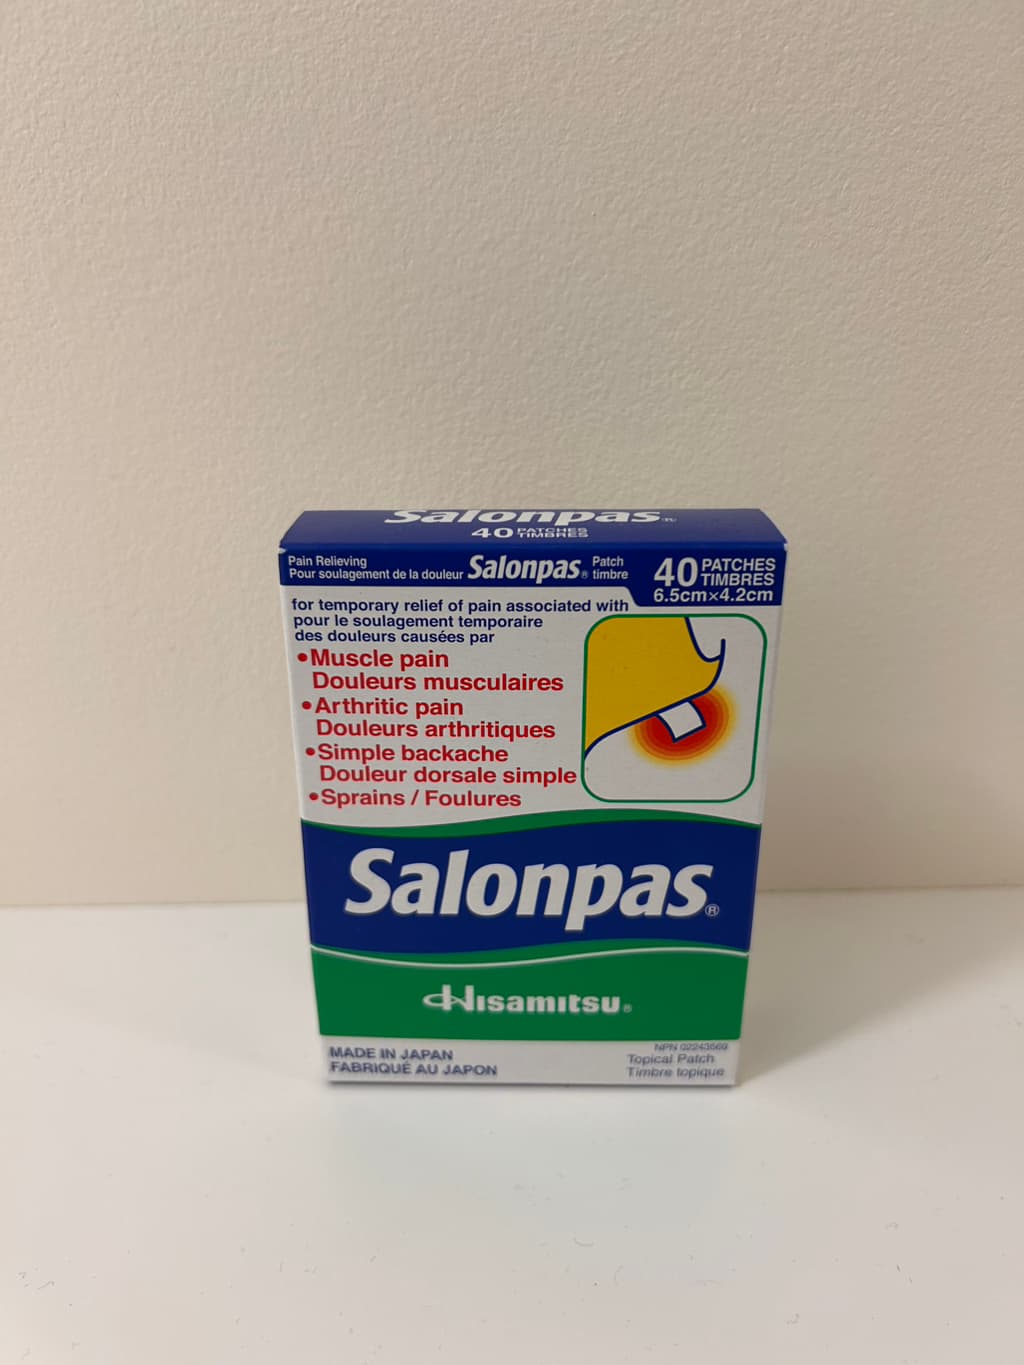 Salonpas®
40 PATCHES
TIMBRES
Pain Relieving
Pour soulagement de la douleur
Salonpas®
Patch
timbre
40 PATCHES
TIMBRES
6.5cm×4.2cm
for temporary relief of pain associated with
pour le soulagement temporaire
des douleurs causées par
•Muscle pain
Douleurs musculaires
•Arthritic pain
Douleurs arthritiques
•Simple backache
Douleur dorsale simple
•Sprains / Foulures
Salonpas®
Hisamitsu®
MADE IN JAPAN
FABRIQUÉ AU JAPON
NPN 02243569
Topical Patch
Timbre topique